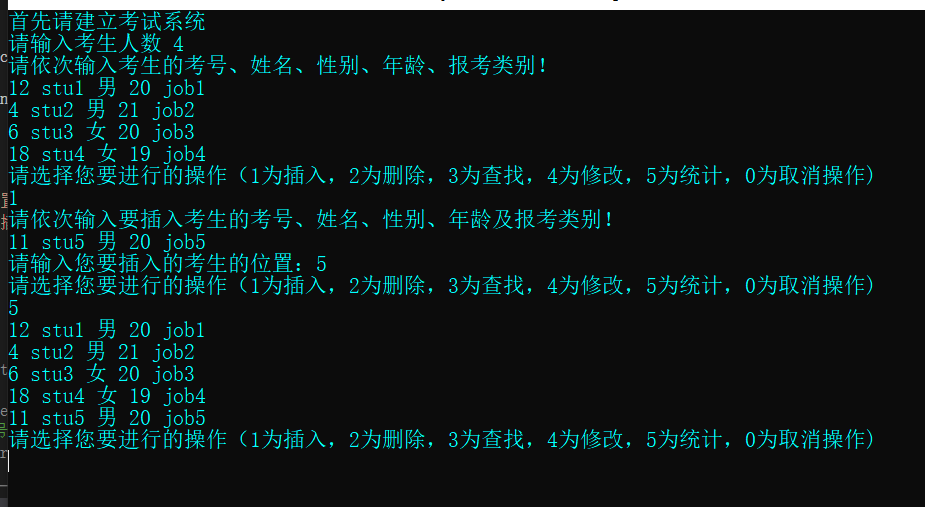 首先请建立考试系统
请输入考生人数 4
请依次输入考生的考号、姓名、性别、年龄、报考类别！
12 stu1 男 20 job1
4 stu2 男 21 job2
6 stu3 女 20 job3
18 stu4 女 19 job4
请选择您要进行的操作（1为插入，2为删除，3为查找，4为修改，5为统计，0为取消操作）
1
请依次输入要插入考生的考号、姓名、性别、年龄及报考类别！
11 stu5 男 20 job5
请输入您要插入的考生的位置：5
请选择您要进行的操作（1为插入，2为删除，3为查找，4为修改，5为统计，0为取消操作）
5
12 stu1 男 20 job1
4 stu2 男 21 job2
6 stu3 女 20 job3
18 stu4 女 19 job4
11 stu5 男 20 job5
请选择您要进行的操作（1为插入，2为删除，3为查找，4为修改，5为统计，0为取消操作）